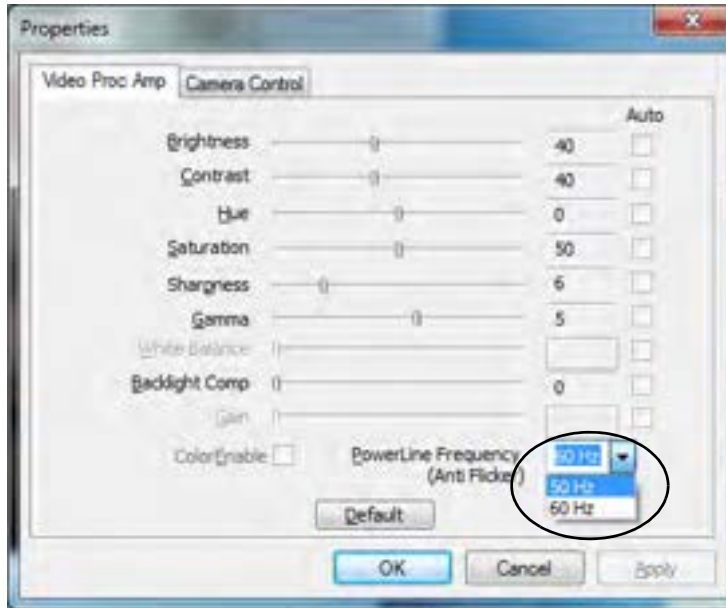 Properties
Video Proc Amp Camera Control
Auto
Brightness 40
Contrast 40
Hue 0
Saturation 50
Sharpness 6
Gamma 5
White Balance
Backlight Comp 0
Gain
ColorEnable PowerLine Frequency 60 Hz
(Anti Flicker)
50 Hz
60 Hz
Default
OK Cancel Apply